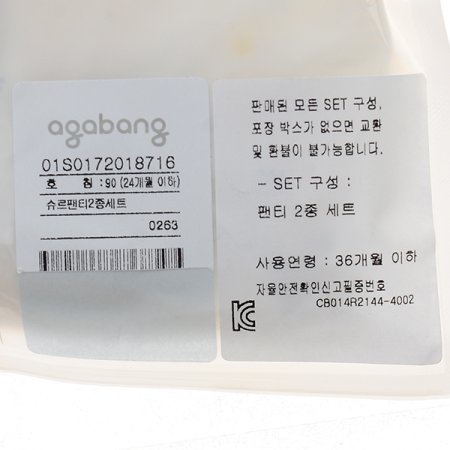 agabang
01S0172018716
호 칭 : 90 (24개월 이하)
슈르팬티2종세트
0263
판매된 모든 SET 구성,
포장 박스가 없으면 교환
및 환불이 불가능합니다.
- SET 구성 :
팬티 2종 세트
사용연령 : 36개월 이하
자율안전확인신고필증번호
CB014R2144-4002